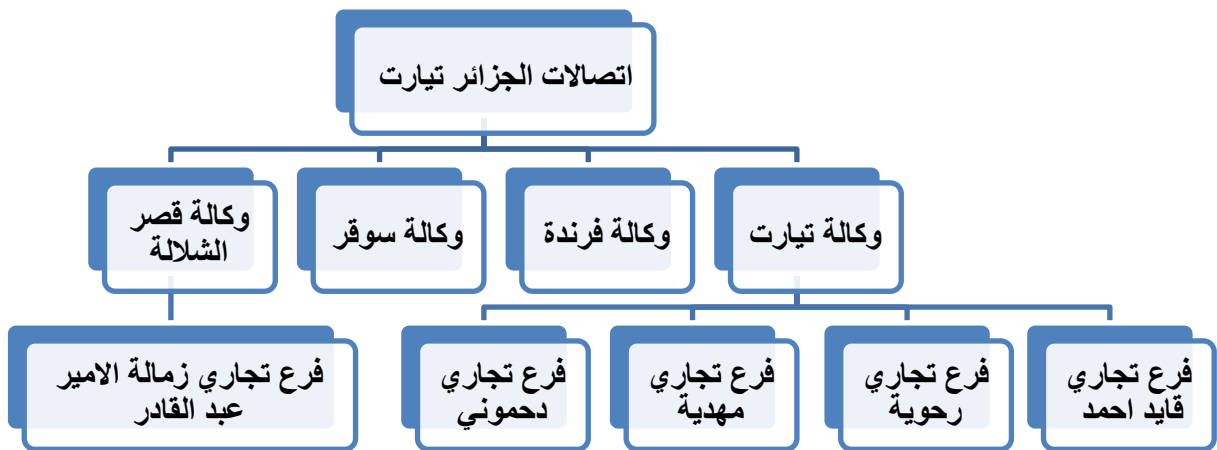 اتصالات الجزائر تيارت
وكالة تيارت
وكالة فرندة
وكالة سوقر
وكالة قصر
الشلالة
فرع تجاري
قايد احمد
فرع تجاري
رحوية
فرع تجاري
مهدية
فرع تجاري
دحموني
فرع تجاري زمالة الامير
عبد القادر